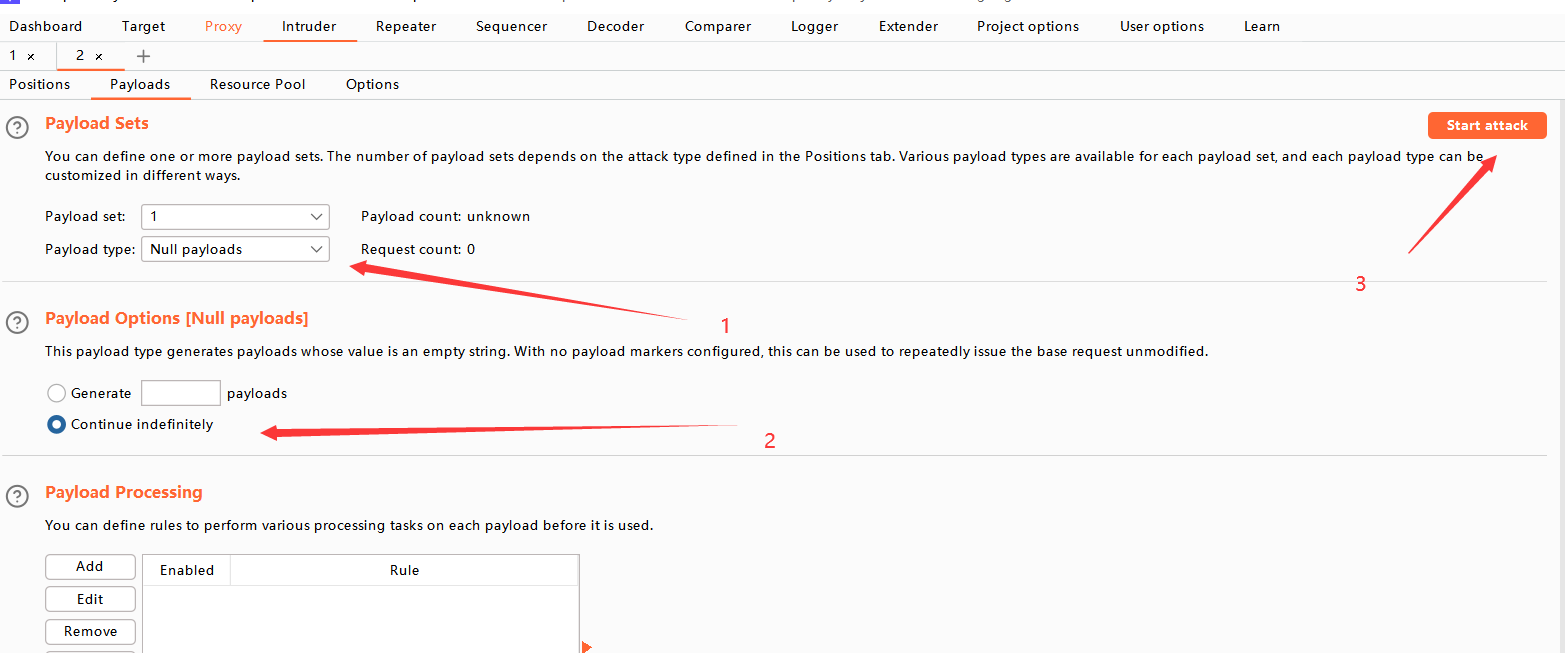 Dashboard Target Proxy Intruder Repeater Sequencer Decoder Comparer Logger Extender Project options User options Learn
1 × 2 × +
Positions Payloads Resource Pool Options
? Payload Sets
Start attack
You can define one or more payload sets. The number of payload sets depends on the attack type defined in the Positions tab. Various payload types are available for each payload set, and each payload type can be
customized in different ways.
Payload set: 1 Payload count: unknown
Payload type: Null payloads Request count: 0
3
? Payload Options [Null payloads]
1
This payload type generates payloads whose value is an empty string. With no payload markers configured, this can be used to repeatedly issue the base request unmodified.
Generate payloads
Continue indefinitely
2
? Payload Processing
You can define rules to perform various processing tasks on each payload before it is used.
Add Enabled Rule
Edit
Remove